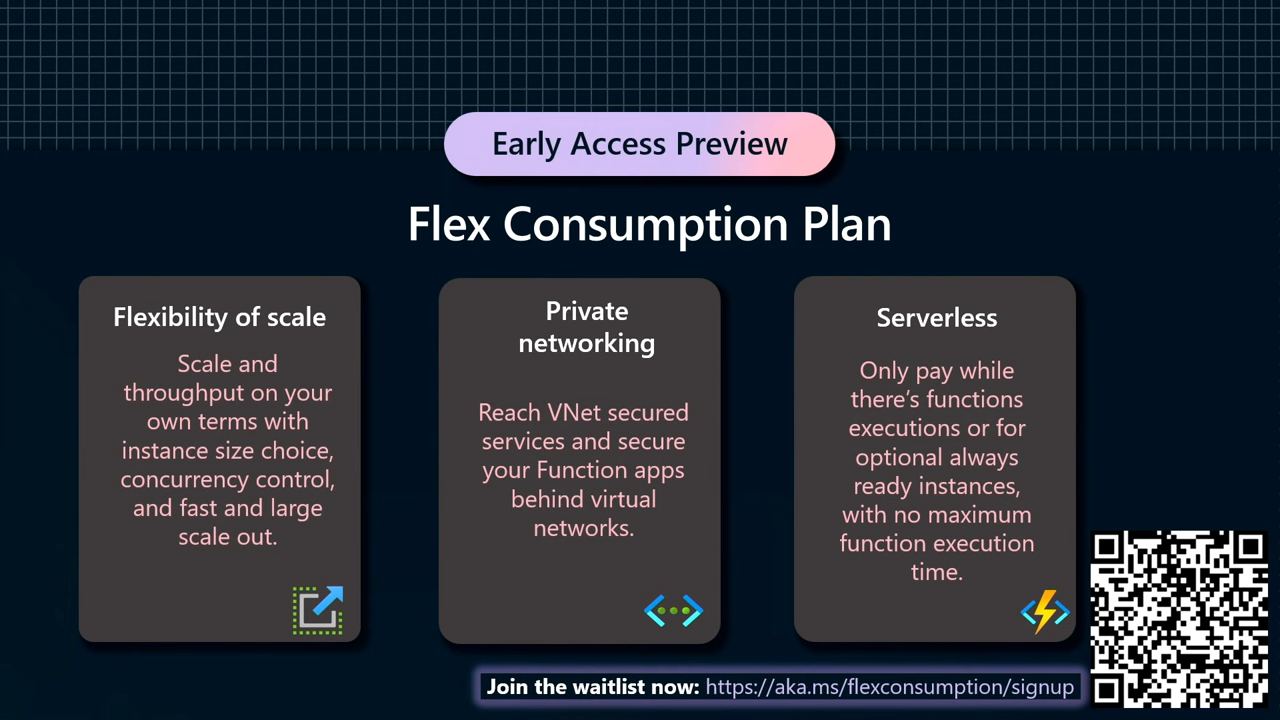 Early Access Preview
Flex Consumption Plan
Flexibility of scale
Scale and
throughput on your
own terms with
instance size choice,
concurrency control,
and fast and large
scale out.
Private
networking
Reach VNet secured
services and secure
your Function apps
behind virtual
networks.
Serverless
Only pay while
there’s functions
executions or for
optional always
ready instances,
with no maximum
function execution
time.
Join the waitlist now: https://aka.ms/flexconsumption/signup